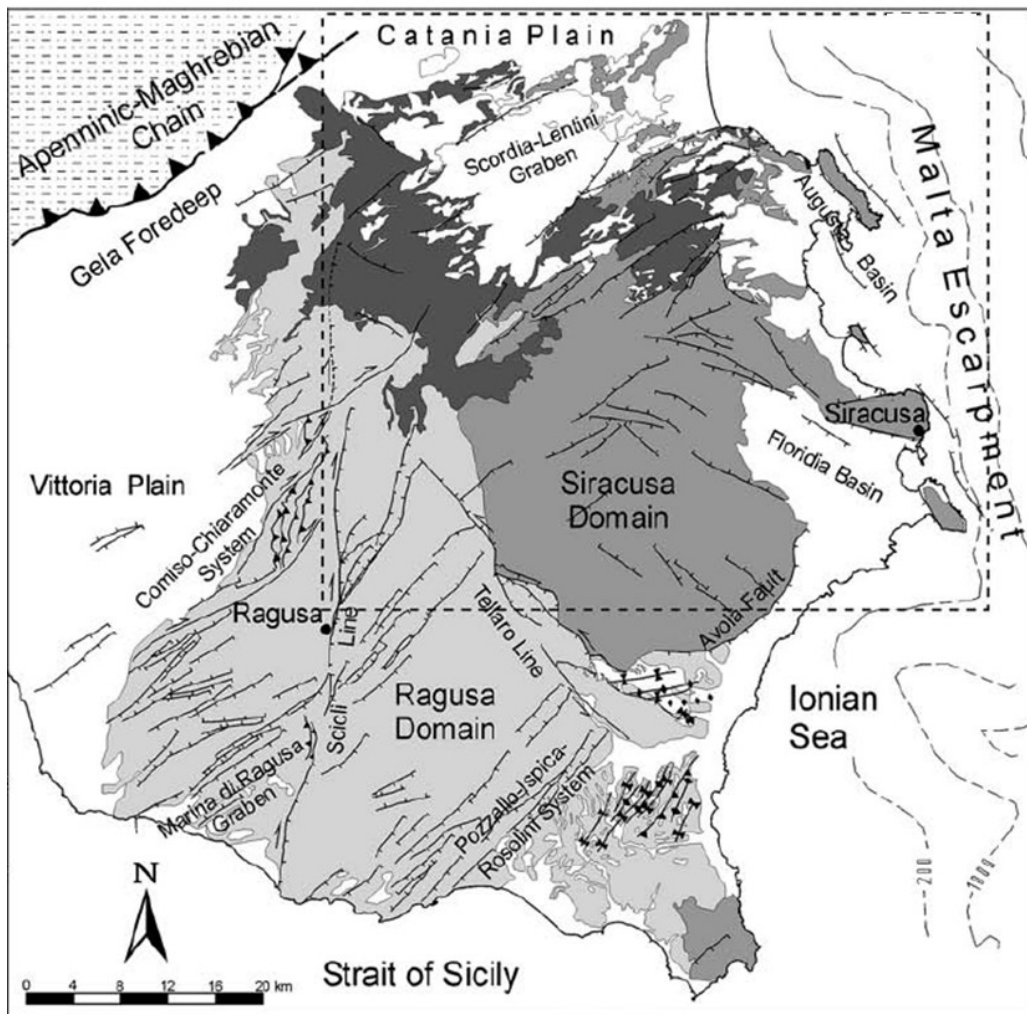 Catania Plain
Apenninic-Maghrebian
Chain
Gela Foredeep
Scordia-Lentini
Graben
Augusta Basin
Malta Escarpment
Siracusa
Floridia Basin
Vittoria Plain
Siracusa
Domain
Comiso-Chiaramonte
System
Ragusa
Scicli Line
Tellaro Line
Avola Fault
Ragusa
Domain
Ionian
Sea
Marina di Ragusa
Graben
Pozzallo-Ispica-
Rosolini System
-200
-1000
N
0 4 8 12 16 20 km
Strait of Sicily